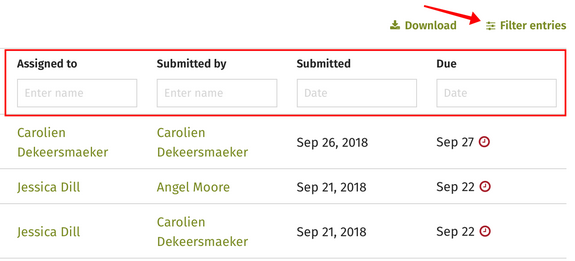 Download Filter entries
Assigned to Submitted by Submitted Due
Enter name Enter name Date Date
Carolien Carolien
Dekeersmaeker Dekeersmaeker Sep 26, 2018 Sep 27
Jessica Dill Angel Moore Sep 21, 2018 Sep 22
Jessica Dill Carolien Sep 21, 2018 Sep 22
Dekeersmaeker